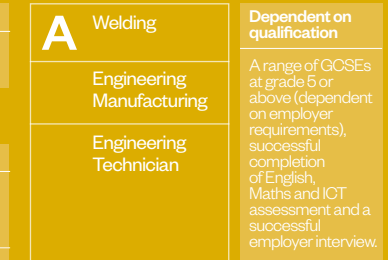 A
Welding
Engineering
Manufacturing
Engineering
Technician
Dependent on
qualification
A range of GCSEs
at grade 5 or
above (dependent
on employer
requirements),
successful
completion
of English,
Maths and ICT
assessment and a
successful
employer interview.